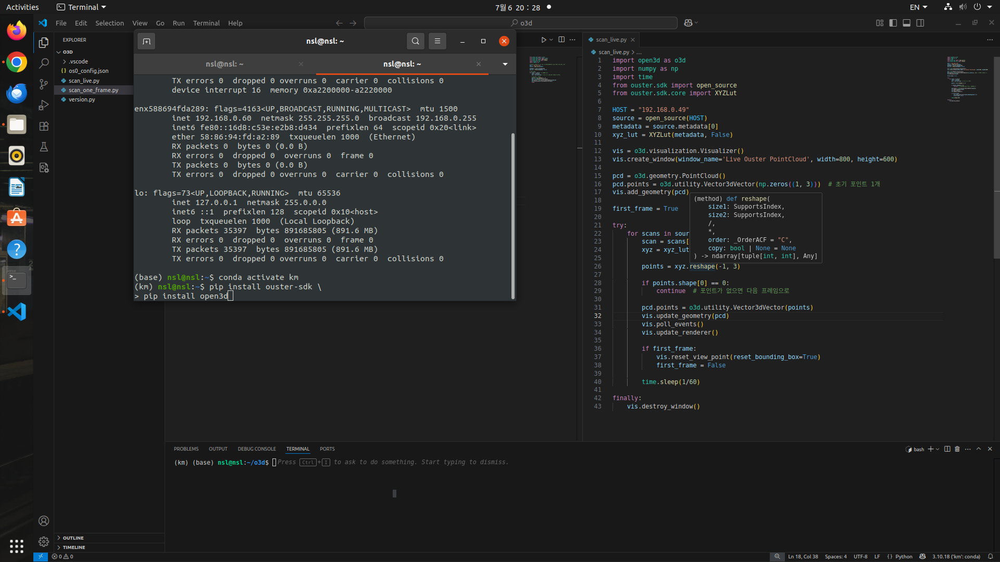 Activities
Terminal
7월 6 20 : 28
EN
File Edit Selection View Go Run Terminal Help
o3d
EXPLORER
O3D
.vscode
{} os0_config.json
scan_live.py
scan_one_frame.py
version.py
OUTLINE
TIMELINE
nsl@nsl: ~
nsl@nsl: ~
nsl@nsl: ~
TX errors 0 dropped 0 overruns 0 carrier 0 collisions 0
device interrupt 16 memory 0xa2200000-a2220000
enx588694fda289: flags=4163<UP,BROADCAST,RUNNING,MULTICAST> mtu 1500
inet 192.168.0.60 netmask 255.255.255.0 broadcast 192.168.0.255
inet6 fe80::16d8:c53e:e2b8:d434 prefixlen 64 scopeid 0x20<link>
ether 58:86:94:fd:a2:89 txqueuelen 1000 (Ethernet)
RX packets 0 bytes 0 (0.0 B)
RX errors 0 dropped 0 overruns 0 frame 0
TX packets 0 bytes 0 (0.0 B)
TX errors 0 dropped 0 overruns 0 carrier 0 collisions 0
lo: flags=73<UP,LOOPBACK,RUNNING> mtu 65536
inet 127.0.0.1 netmask 255.0.0.0
inet6 ::1 prefixlen 128 scopeid 0x10<host>
loop txqueuelen 1000 (Local Loopback)
RX packets 35397 bytes 891685805 (891.6 MB)
RX errors 0 dropped 0 overruns 0 frame 0
TX packets 35397 bytes 891685805 (891.6 MB)
TX errors 0 dropped 0 overruns 0 carrier 0 collisions 0
(base) nsl@nsl:~$ conda activate km
(km) nsl@nsl:~$ pip install ouster-sdk \
> pip install open3d
scan_live.py
scan_live.py > ...
1 import open3d as o3d
2 import numpy as np
3 import time
4 from ouster.sdk import open_source
5 from ouster.sdk.core import XYZLut
6
7 HOST = "192.168.0.49"
8 source = open_source(HOST)
9 metadata = source.metadata[0]
10 xyz_lut = XYZLut(metadata, False)
11
12 vis = o3d.visualization.Visualizer()
13 vis.create_window(window_name='Live Ouster PointCloud', width=800, height=600)
14
15 pcd = o3d.geometry.PointCloud()
16 pcd.points = o3d.utility.Vector3dVector(np.zeros((1, 3))) # 초기 포인트 1개
17 vis.add_geometry(pcd)
18
19 first_frame = True
20
21 try:
22 for scans in sour
23 scan = scans[
24 xyz = xyz_lut
25
26 points = xyz.reshape(-1, 3)
27
28 if points.shape[0] == 0:
29 continue # 포인트가 없으면 다음 프레임으로
30
31 pcd.points = o3d.utility.Vector3dVector(points)
32 vis.update_geometry(pcd)
33 vis.poll_events()
34 vis.update_renderer()
35
36 if first_frame:
37 vis.reset_view_point(reset_bounding_box=True)
38 first_frame = False
39
40 time.sleep(1/60)
41
42 finally:
43 vis.destroy_window()
(method) def reshape(
size1: SupportsIndex,
size2: SupportsIndex,
/,
*,
order: _OrderACF = "C",
copy: bool | None = None
) -> ndarray[tuple[int, int], Any]
PROBLEMS OUTPUT DEBUG CONSOLE TERMINAL PORTS
bash
(km) (base) nsl@nsl:~/o3d$ Press Ctrl+I to ask to do something. Start typing to dismiss.
0 0
Ln 18, Col 38 Spaces: 4 UTF-8 LF {} Python 3.10.18 ('km': conda)